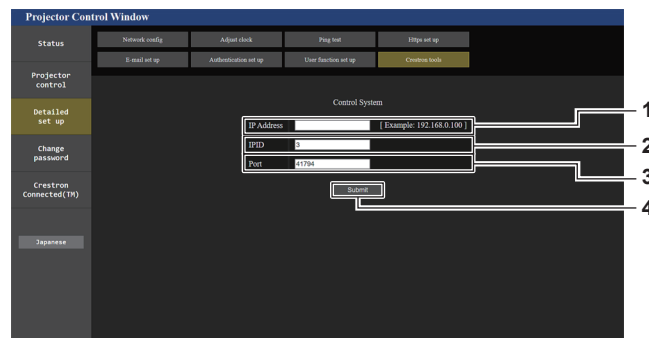 Projector Control Window
Status
Network config
Adjust clock
Ping test
Https set up
E-mail set up
Authentication set up
User function set up
Crestron tools
Projector
control
Detailed
set up
Change
password
Crestron
Connected(TM)
Japanese
Control System
IP Address [ Example: 192.168.0.100 ]
IPID 3
Port 41794
Submit
1
2
3
4